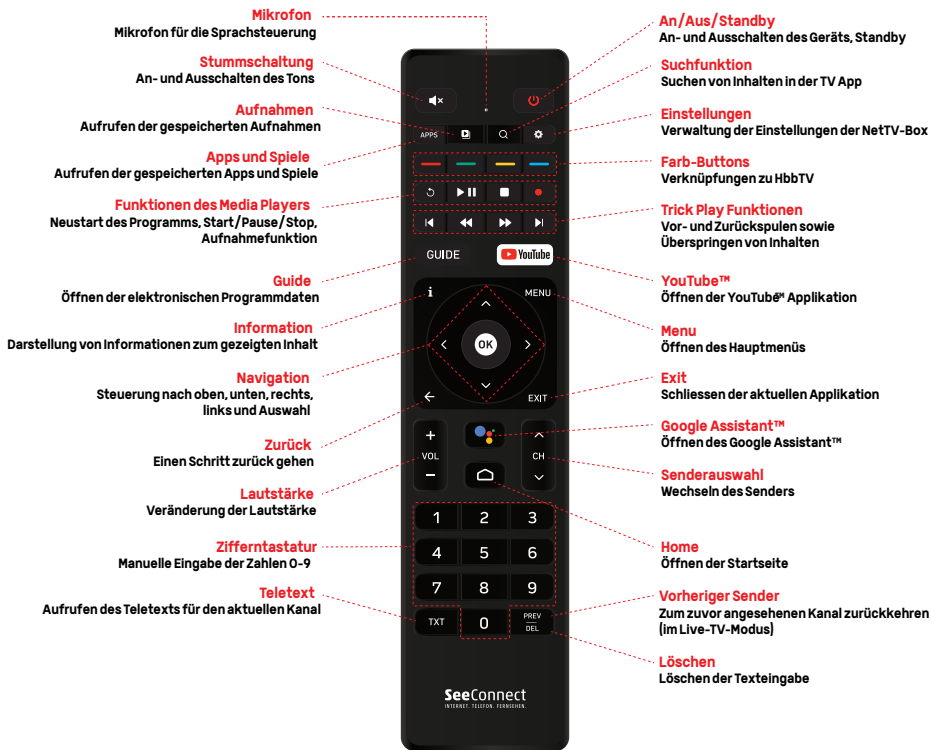 Mikrofon
Mikrofon für die Sprachsteuerung
Stummschaltung
An- und Ausschalten des Tons
Aufnahmen
Aufrufen der gespeicherten Aufnahmen
Apps und Spiele
Aufrufen der gespeicherten Apps und Spiele
Funktionen des Media Players
Neustart des Programms, Start/Pause/Stop,
Aufnahmefunktion
Guide
Öffnen der elektronischen Programmdaten
Information
Darstellung von Informationen zum gezeigten Inhalt
Navigation
Steuerung nach oben, unten, rechts,
links und Auswahl
Zurück
Einen Schritt zurück gehen
Lautstärke
Veränderung der Lautstärke
Zifferntastatur
Manuelle Eingabe der Zahlen 0-9
Teletext
Aufrufen des Teletexts für den aktuellen Kanal
APPS
GUIDE
YouTube
i
MENU
OK
EXIT
+
VOL
−
CH
1 2 3
4 5 6
7 8 9
TXT 0 PREV
DEL
SeeConnect
INTERNET. TELEFON. FERNSEHEN.
An/Aus/Standby
An- und Ausschalten des Geräts, Standby
Suchfunktion
Suchen von Inhalten in der TV App
Einstellungen
Verwaltung der Einstellungen der NetTV-Box
Farb-Buttons
Verknüpfungen zu HbbTV
Trick Play Funktionen
Vor- und Zurückspulen sowie
Überspringen von Inhalten
YouTube™
Öffnen der YouTube™ Applikation
Menu
Öffnen des Hauptmenüs
Exit
Schliessen der aktuellen Applikation
Google Assistant™
Öffnen des Google Assistant™
Senderauswahl
Wechseln des Senders
Home
Öffnen der Startseite
Vorheriger Sender
Zum zuvor angesehenen Kanal zurückkehren
(im Live-TV-Modus)
Löschen
Löschen der Texteingabe